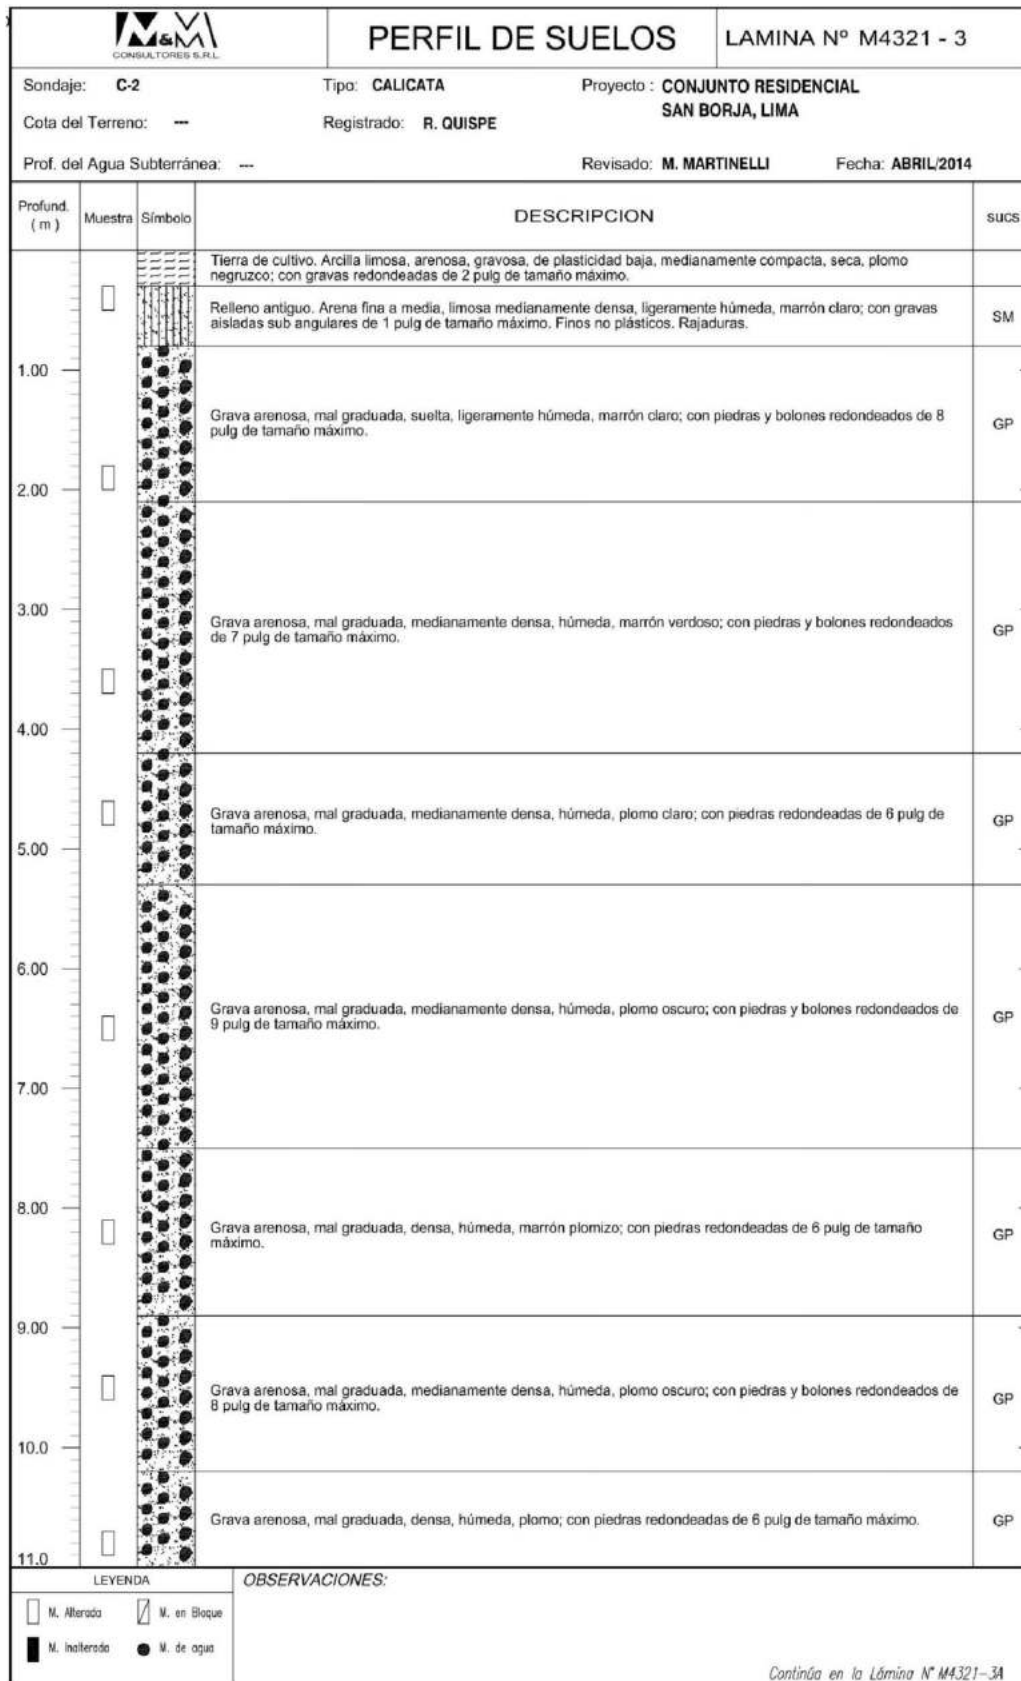 M&M
CONSULTORES S.R.L.
PERFIL DE SUELOS
LAMINA Nº M4321 - 3
Sondaje: C-2
Tipo: CALICATA
Proyecto : CONJUNTO RESIDENCIAL
SAN BORJA, LIMA
Cota del Terreno: ---
Registrado: R. QUISPE
Prof. del Agua Subterránea: ---
Revisado: M. MARTINELLI
Fecha: ABRIL/2014
Profund.
( m )
Muestra
Símbolo
DESCRIPCION
SUCS
Tierra de cultivo. Arcilla limosa, arenosa, gravosa, de plasticidad baja, medianamente compacta, seca, plomo
negruzco; con gravas redondeadas de 2 pulg de tamaño máximo.
Relleno antiguo. Arena fina a media, limosa medianamente densa, ligeramente húmeda, marrón claro; con gravas
aisladas sub angulares de 1 pulg de tamaño máximo. Finos no plásticos. Rajaduras.
SM
1.00
Grava arenosa, mal graduada, suelta, ligeramente húmeda, marrón claro; con piedras y bolones redondeados de 8
pulg de tamaño máximo.
GP
2.00
3.00
Grava arenosa, mal graduada, medianamente densa, húmeda, marrón verdoso; con piedras y bolones redondeados
de 7 pulg de tamaño máximo.
GP
4.00
Grava arenosa, mal graduada, medianamente densa, húmeda, plomo claro; con piedras redondeadas de 6 pulg de
tamaño máximo.
GP
5.00
6.00
Grava arenosa, mal graduada, medianamente densa, húmeda, plomo oscuro; con piedras y bolones redondeados de
9 pulg de tamaño máximo.
GP
7.00
8.00
Grava arenosa, mal graduada, densa, húmeda, marrón plomizo; con piedras redondeadas de 6 pulg de tamaño
máximo.
GP
9.00
Grava arenosa, mal graduada, medianamente densa, húmeda, plomo oscuro; con piedras y bolones redondeados de
8 pulg de tamaño máximo.
GP
10.0
Grava arenosa, mal graduada, densa, húmeda, plomo; con piedras redondeadas de 6 pulg de tamaño máximo.
GP
11.0
LEYENDA
M. Alterada
M. en Bloque
M. Inalterada
M. de agua
OBSERVACIONES:
Continúa en la Lámina Nº M4321-3A